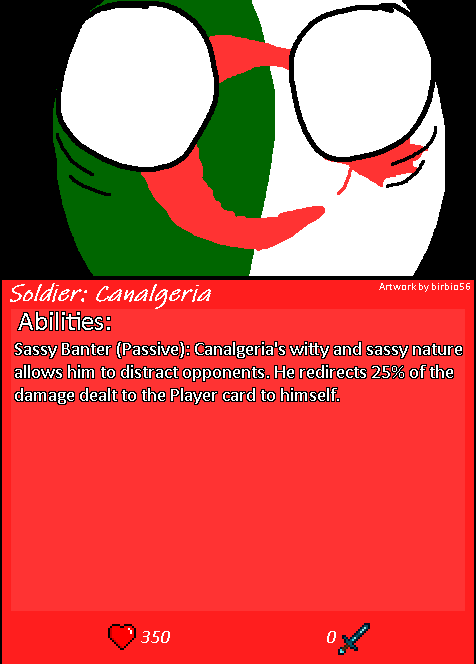 Soldier: Canalgeria
Artwork by birbio56
Abilities:
Sassy Banter (Passive): Canalgeria's witty and sassy nature
allows him to distract opponents. He redirects 25% of the
damage dealt to the Player card to himself.
350
0